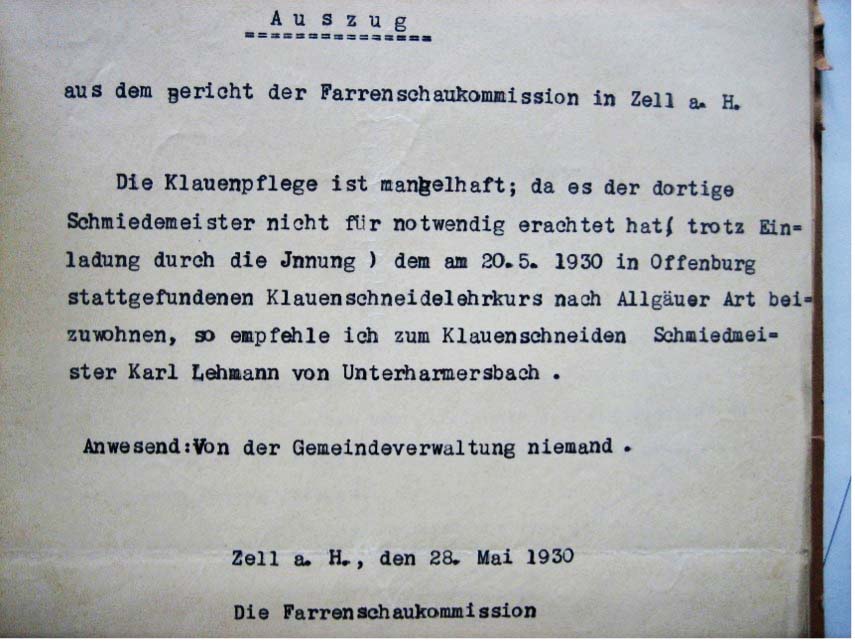 A u s z u g
===============
aus dem Bericht der Farrenschaukommission in Zell a. H.
Die Klauenpflege ist mangelhaft; da es der dortige
Schmiedemeister nicht für notwendig erachtet hat( trotz Ein=
ladung durch die Jnnung ) dem am 20.5. 1930 in Offenburg
stattgefundenen Klauenschneidelehrkurs nach Allgäuer Art bei=
zuwohnen, so empfehle ich zum Klauenschneiden Schmiedmei=
ster Karl Lehmann von Unterharmersbach .
Anwesend:Von der Gemeindeverwaltung niemand .
Zell a. H., den 28. Mai 1930
Die Farrenschaukommission